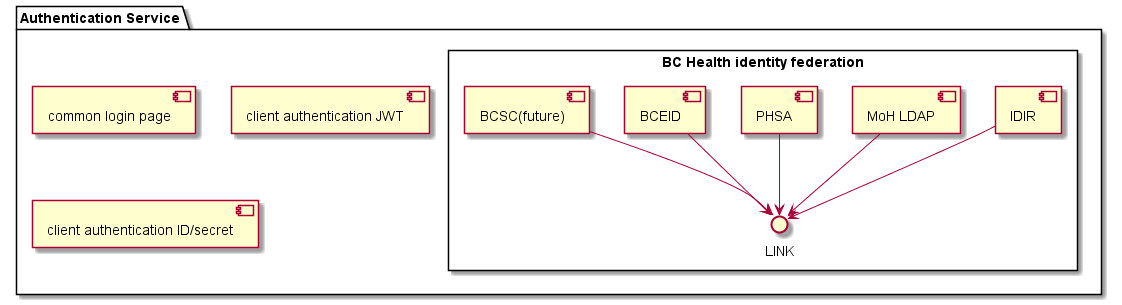 Authentication Service
BC Health identity federation
common login page
client authentication JWT
BCSC(future)
BCEID
PHSA
MoH LDAP
IDIR
client authentication ID/secret
LINK